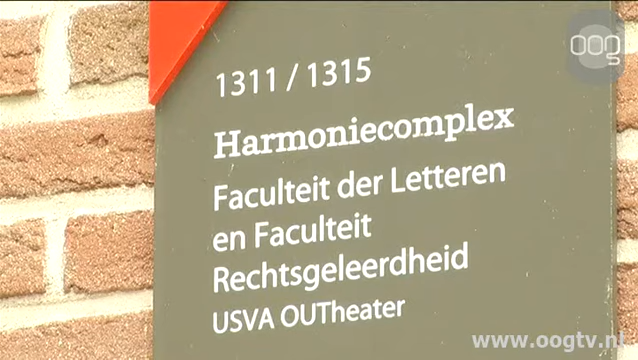 oog
1311 / 1315
Harmoniecomplex
Faculteit der Letteren
en Faculteit
Rechtsgeleerdheid
USVA OUTheater
www.oogtv.nl